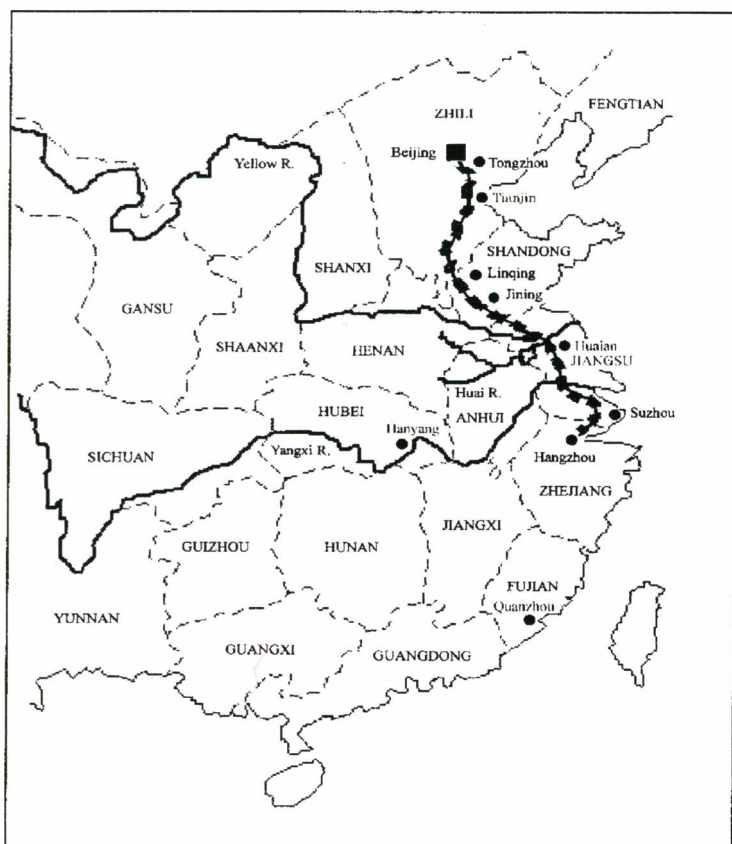 FENGTIAN
ZHILI
Beijing
Tongzhou
Yellow R.
Tianjin
SHANDONG
SHANXI
Linqing
Jining
GANSU
SHAANXI
HENAN
Huaian
JIANGSU
Huai R.
HUBEI
ANHUI
Suzhou
Hanyang
SICHUAN
Yangxi R.
Hangzhou
ZHEJIANG
JIANGXI
GUIZHOU
HUNAN
FUJIAN
Quanzhou
YUNNAN
GUANGXI
GUANGDONG